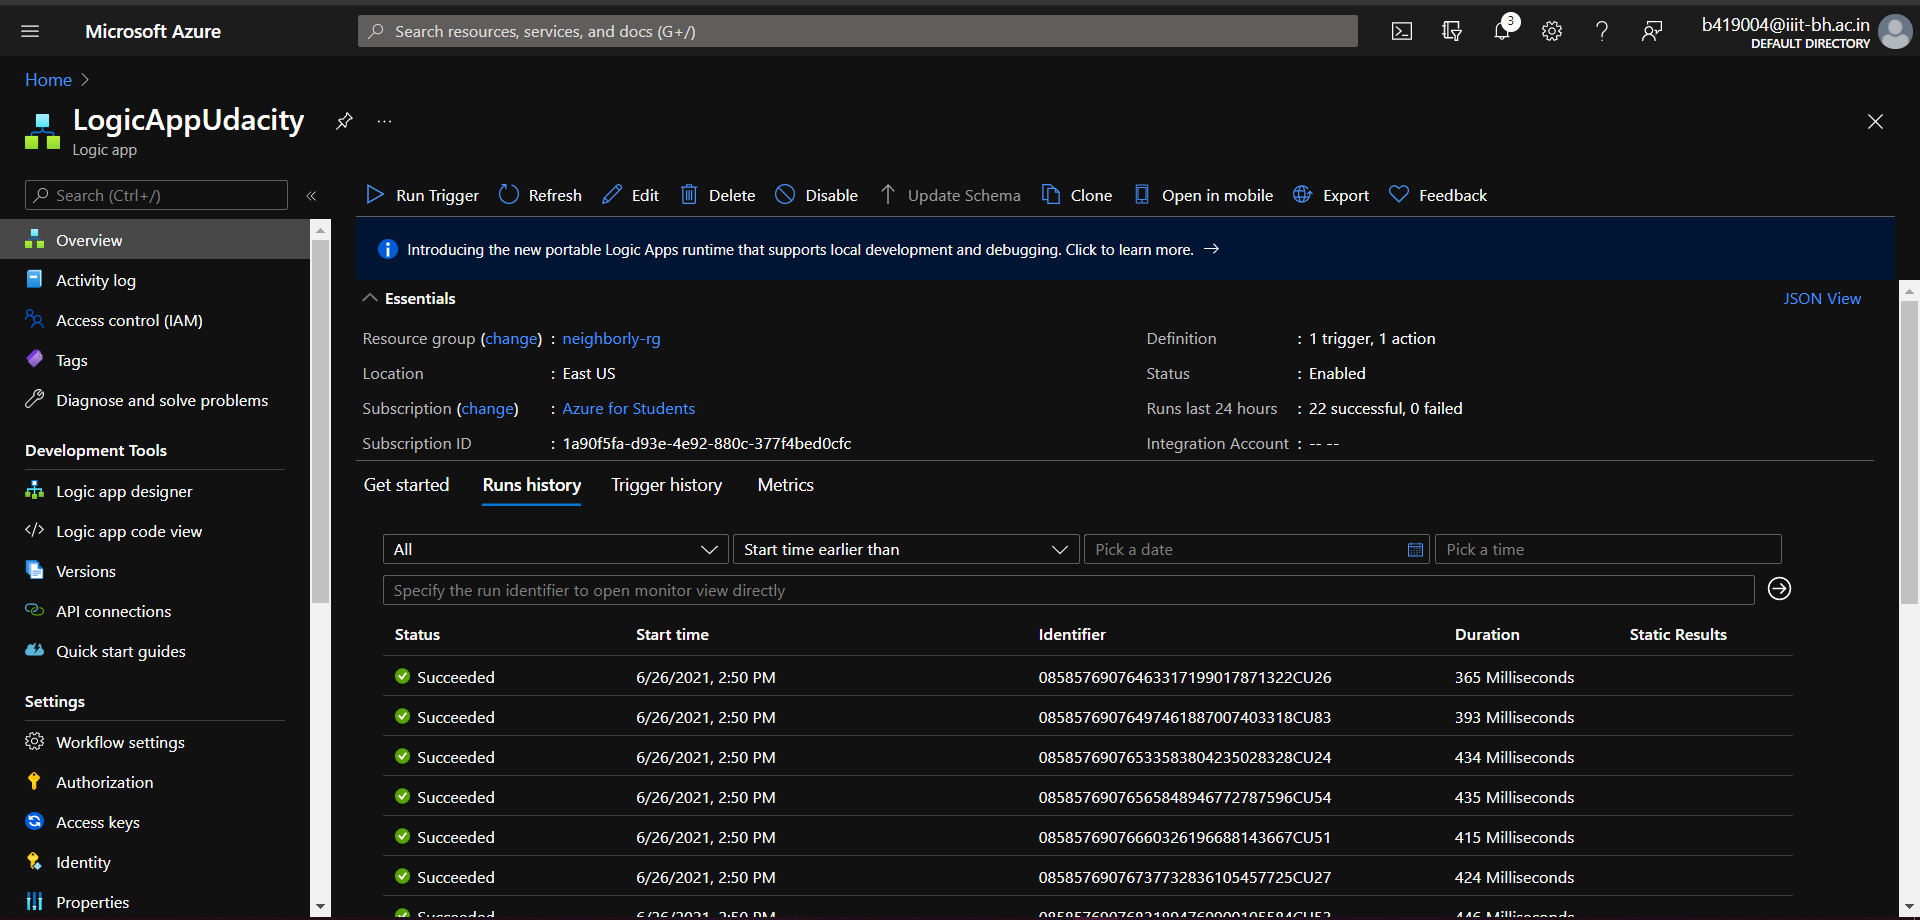 Microsoft Azure
Search resources, services, and docs (G+/)
3
b419004@iiit-bh.ac.in
DEFAULT DIRECTORY
Home
LogicAppUdacity
Logic app
Search (Ctrl+/)
Overview
Activity log
Access control (IAM)
Tags
Diagnose and solve problems
Development Tools
Logic app designer
Logic app code view
Versions
API connections
Quick start guides
Settings
Workflow settings
Authorization
Access keys
Identity
Properties
Run Trigger Refresh Edit Delete Disable Update Schema Clone Open in mobile Export Feedback
Introducing the new portable Logic Apps runtime that supports local development and debugging. Click to learn more. →
Essentials JSON View
Resource group (change) : neighborly-rg
Location : East US
Subscription (change) : Azure for Students
Subscription ID : 1a90f5fa-d93e-4e92-880c-377f4bed0cfc
Definition : 1 trigger, 1 action
Status : Enabled
Runs last 24 hours : 22 successful, 0 failed
Integration Account : -- --
Get started Runs history Trigger history Metrics
All Start time earlier than Pick a date Pick a time
Specify the run identifier to open monitor view directly
Status Start time Identifier Duration Static Results
Succeeded 6/26/2021, 2:50 PM 08585769076463317199017871322CU26 365 Milliseconds
Succeeded 6/26/2021, 2:50 PM 08585769076497461887007403318CU83 393 Milliseconds
Succeeded 6/26/2021, 2:50 PM 08585769076533583804235028328CU24 434 Milliseconds
Succeeded 6/26/2021, 2:50 PM 08585769076565848946772787596CU54 435 Milliseconds
Succeeded 6/26/2021, 2:50 PM 08585769076660326196688143667CU51 415 Milliseconds
Succeeded 6/26/2021, 2:50 PM 08585769076737732836105457725CU27 424 Milliseconds
Succeeded 6/26/2021, 2:50 PM 446 Milliseconds